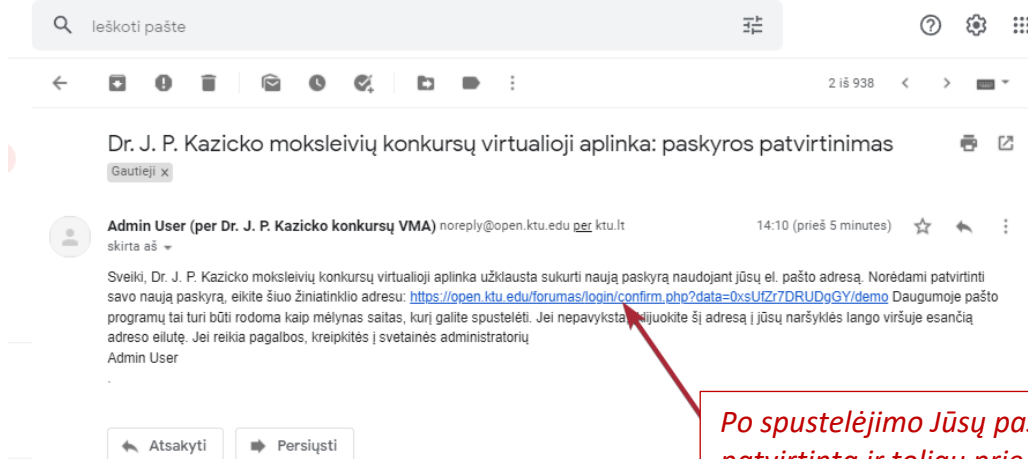 Ieškoti pašte
2 iš 938
Dr. J. P. Kazicko moksleivių konkursų virtualioji aplinka: paskyros patvirtinimas
Gautieji x
Admin User (per Dr. J. P. Kazicko konkursų VMA) noreply@open.ktu.edu per ktu.lt 14:10 (prieš 5 minutes)
skirta aš
Sveiki, Dr. J. P. Kazicko moksleivių konkursų virtualioji aplinka užklausta sukurti naują paskyrą naudojant jūsų el. pašto adresą. Norėdami patvirtinti
savo naują paskyrą, eikite šiuo žiniatinklio adresu: https://open.ktu.edu/forumas/login/confirm.php?data=0xsUfZr7DRUDgGY/demo Daugumoje pašto
programų tai turi būti rodoma kaip mėlynas saitas, kurį galite spustelėti. Jei nepavyksta, įklijuokite šį adresą į jūsų naršyklės lango viršuje esančią
adreso eilutę. Jei reikia pagalbos, kreipkitės į svetainės administratorių
Admin User
.
Atsakyti Persiųsti
Po spustelėjimo Jūsų